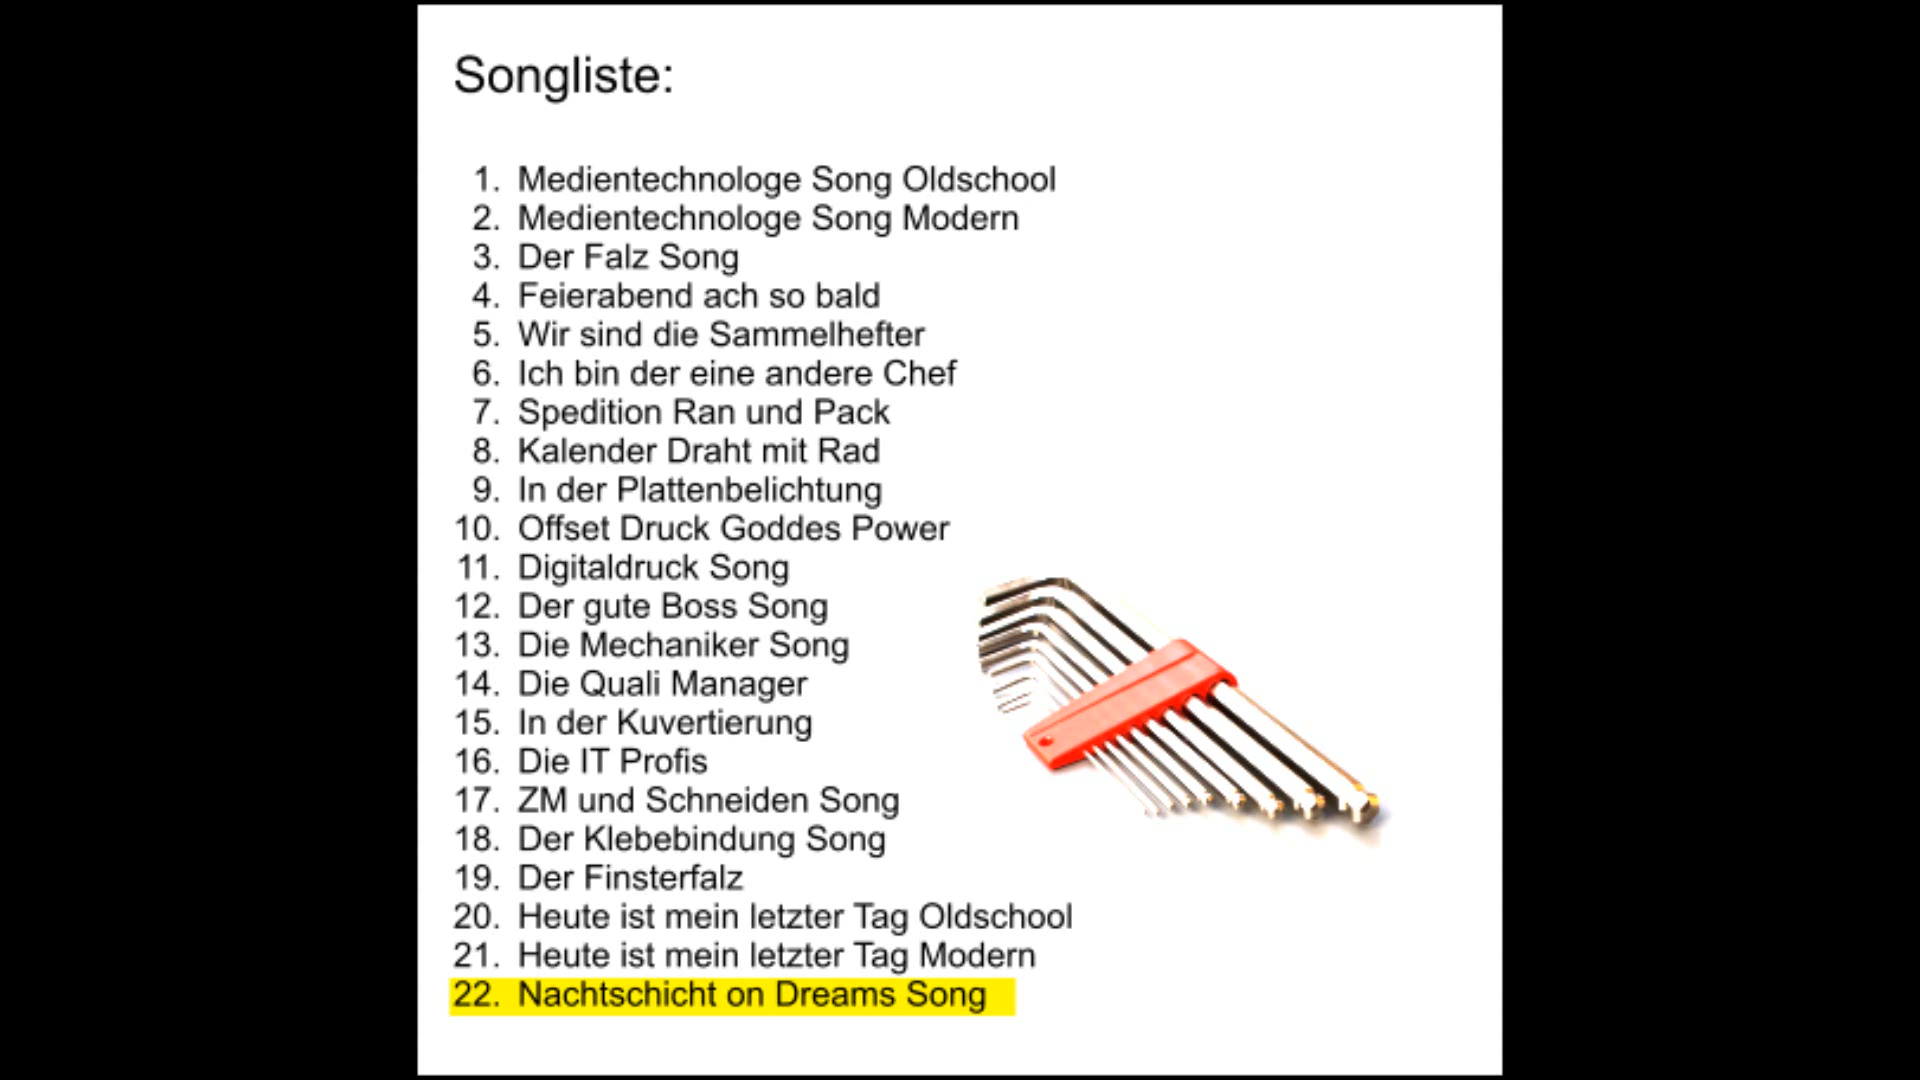 Songliste:
1. Medientechnologe Song Oldschool
2. Medientechnologe Song Modern
3. Der Falz Song
4. Feierabend ach so bald
5. Wir sind die Sammelhefter
6. Ich bin der eine andere Chef
7. Spedition Ran und Pack
8. Kalender Draht mit Rad
9. In der Plattenbelichtung
10. Offset Druck Goddes Power
11. Digitaldruck Song
12. Der gute Boss Song
13. Die Mechaniker Song
14. Die Quali Manager
15. In der Kuvertierung
16. Die IT Profis
17. ZM und Schneiden Song
18. Der Klebebindung Song
19. Der Finsterfalz
20. Heute ist mein letzter Tag Oldschool
21. Heute ist mein letzter Tag Modern
22. Nachtschicht on Dreams Song